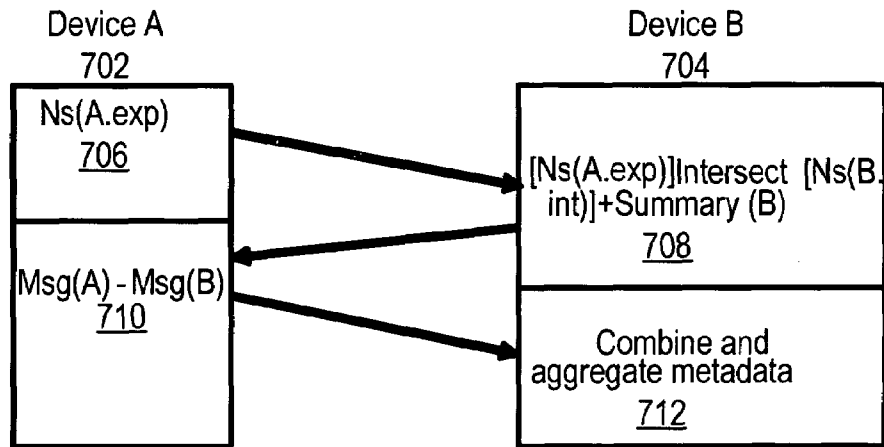 Device A
702
Device B
704
Ns(A.exp)
706
[Ns(A.exp)]Intersect [Ns(B.
int)]+Summary (B)
708
Msg(A) - Msg(B)
710
Combine and
aggregate metadata
712